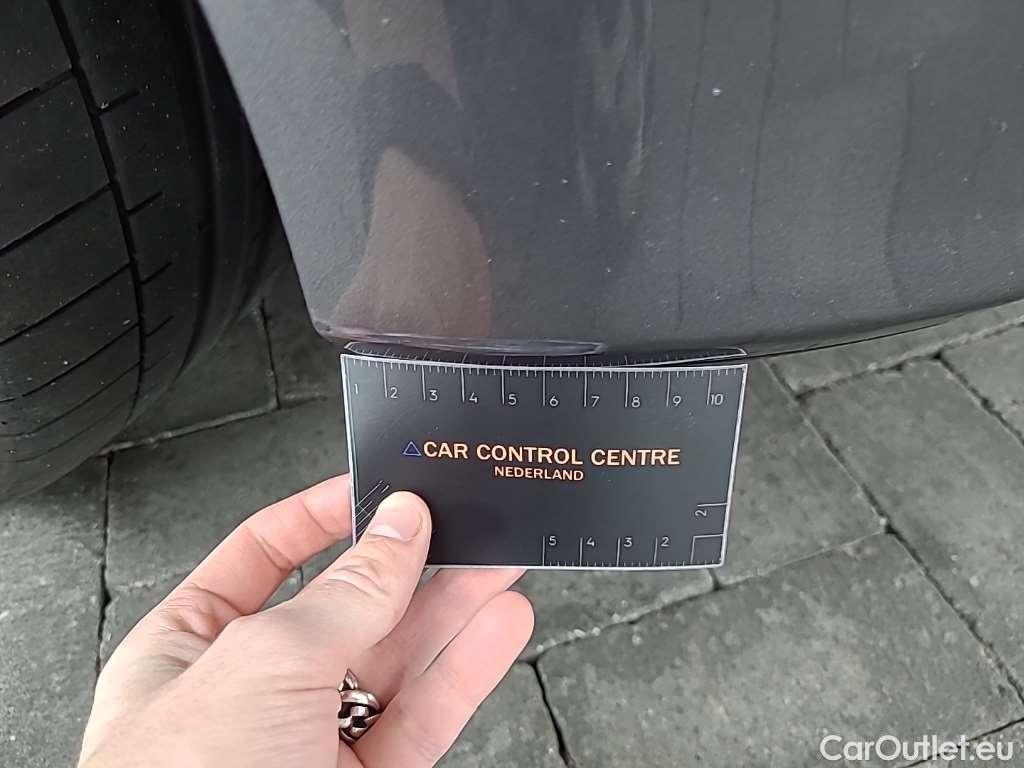 1 2 3 4 5 6 7 8 9 10
CAR CONTROL CENTRE
NEDERLAND
2
5 4 3 2
CarOutlet.eu